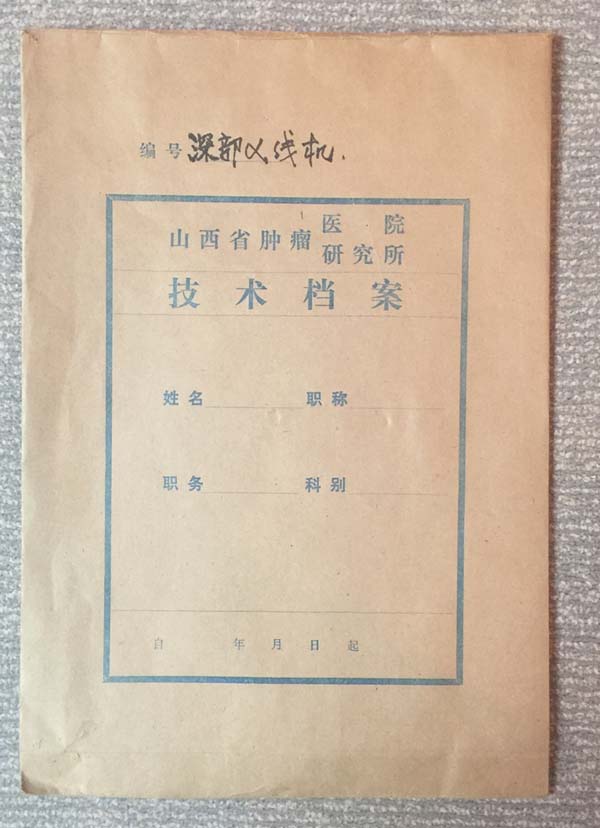 编号 深部X线机.
山西省肿瘤医院研究所
技术档案
姓名 职称
职务 科别
自 年 月 日 起